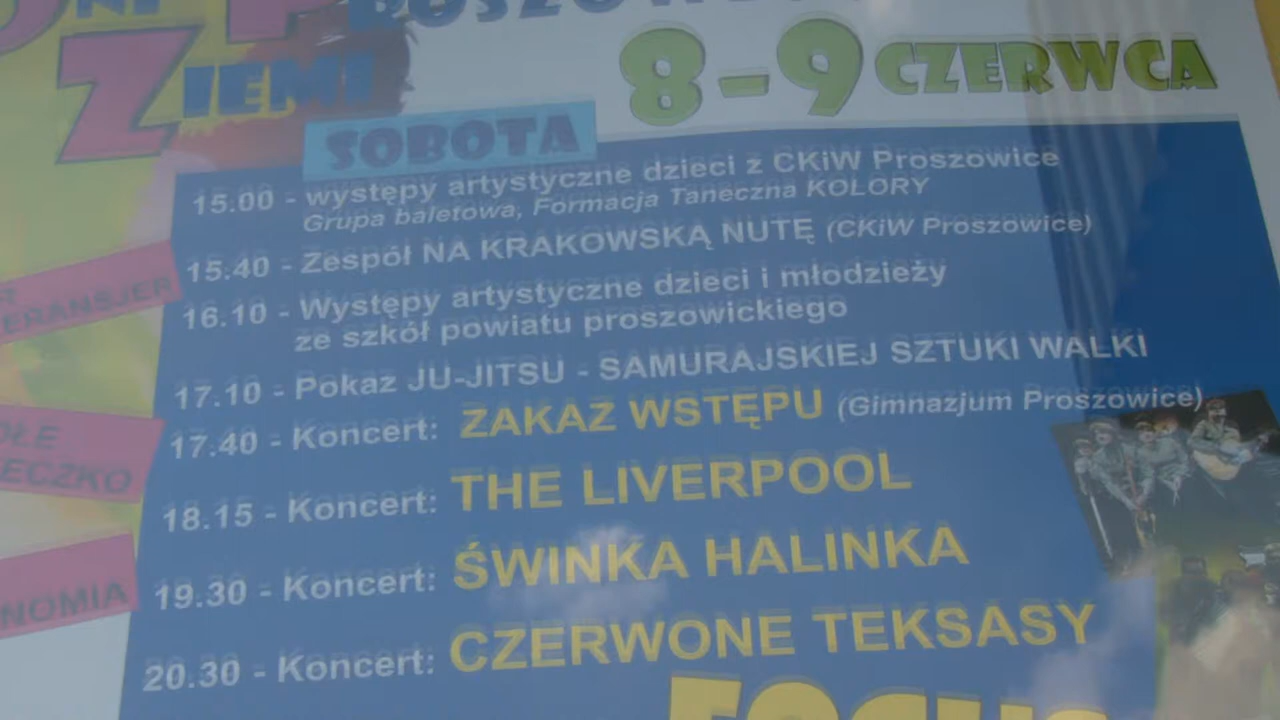 8-9 CZERWCA
ZIEMI
SOBOTA
15.00 - występy artystyczne dzieci z CKiW Proszowice
Grupa baletowa, Formacja Taneczna KOLORY
15.40 - Zespół NA KRAKOWSKĄ NUTĘ (CKiW Proszowice)
16.10 - Występy artystyczne dzieci i młodzieży
ze szkół powiatu proszowickiego
17.10 - Pokaz JU-JITSU - SAMURAJSKIEJ SZTUKI WALKI
17.40 - Koncert: ZAKAZ WSTĘPU (Gimnazjum Proszowice)
18.15 - Koncert: THE LIVERPOOL
19.30 - Koncert: ŚWINKA HALINKA
20.30 - Koncert: CZERWONE TEKSASY